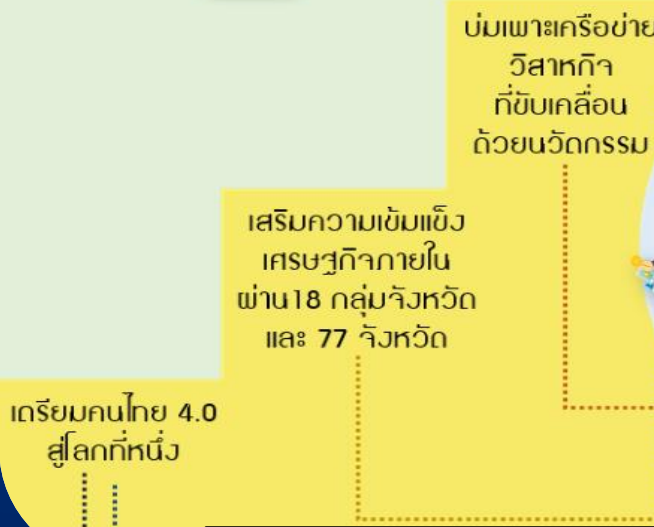 บ่มเพาะเครือข่าย
วิสาหกิจ
ที่ขับเคลื่อน
ด้วยนวัตกรรม
เสริมความเข้มแข็ง
เศรษฐกิจภายใน
ผ่าน18 กลุ่มจังหวัด
และ 77 จังหวัด
เตรียมคนไทย 4.0
สู่โลกที่หนึ่ง